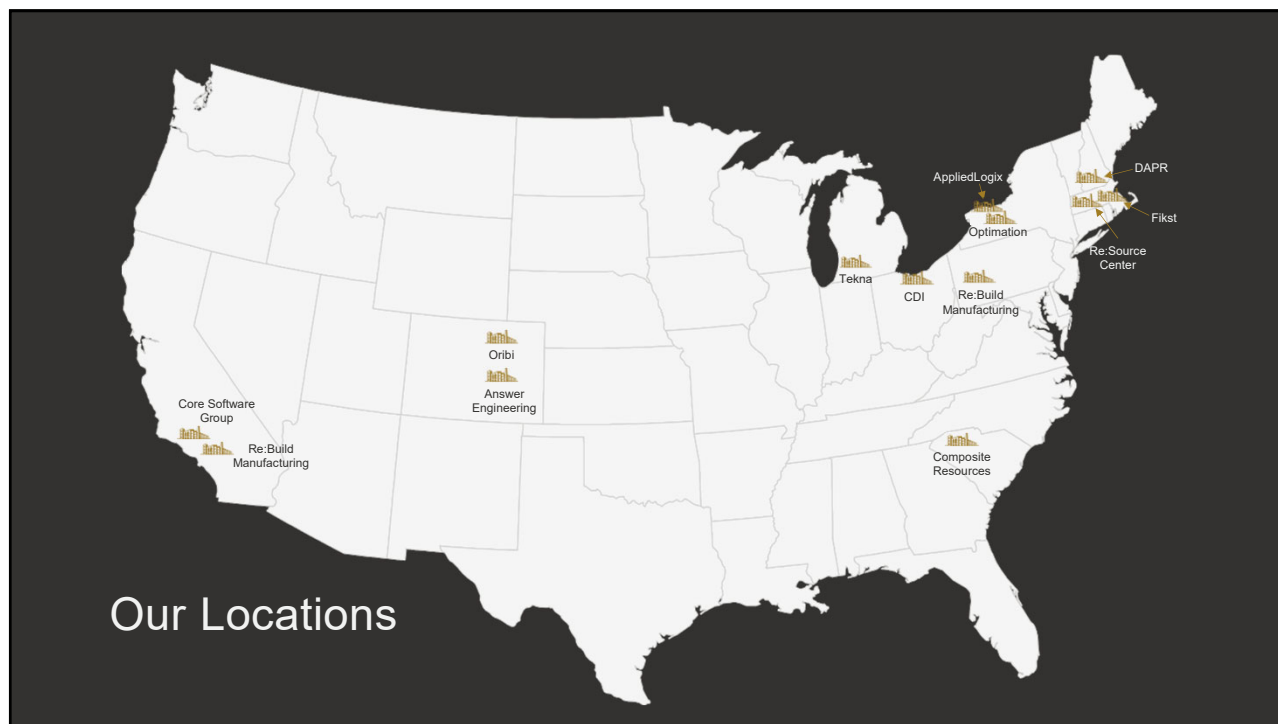 DAPR
AppliedLogix
Fikst
Optimation
Re:Source
Center
Tekna
CDI
Re:Build
Manufacturing
Oribi
Answer
Engineering
Core Software
Group
Re:Build
Manufacturing
Composite
Resources
Our Locations